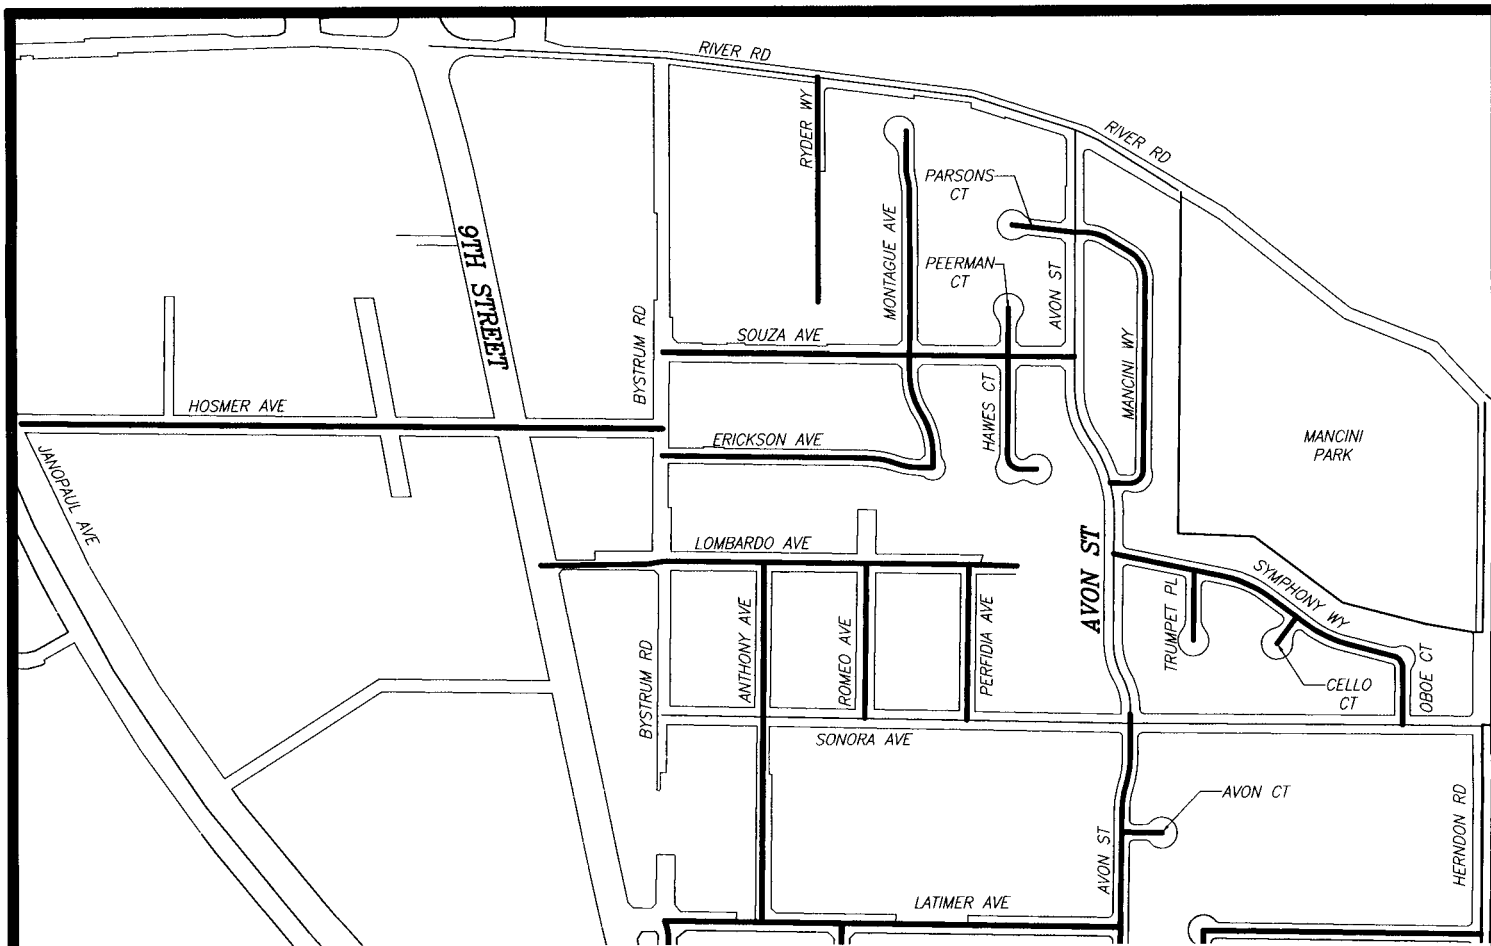 RIVER RD
RYDER WY
RIVER RD
PARSONS
CT
MONTAGUE AVE
PEERMAN
CT
AVON ST
9TH STREET
BYSTRUM RD
SOUZA AVE
MANCINI WY
HOSMER AVE
HAWES CT
ERICKSON AVE
MANCINI
PARK
JANOPAUL AVE
LOMBARDO AVE
AVON ST
SYMPHONY WY
TRUMPET PL
ANTHONY AVE
ROMEO AVE
PERFIDIA AVE
BYSTRUM RD
CELLO
CT
OBOE CT
SONORA AVE
AVON CT
AVON ST
HERNDON RD
LATIMER AVE